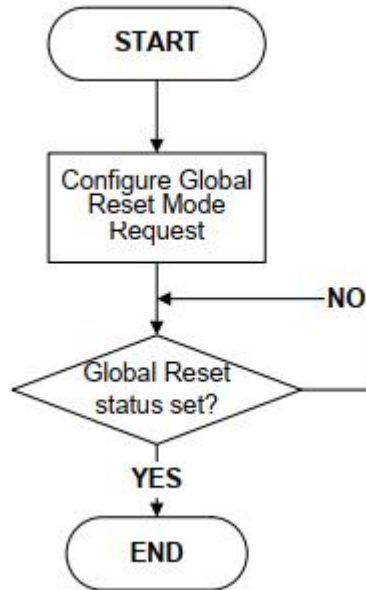 START
Configure Global
Reset Mode
Request
NO
Global Reset
status set?
YES
END